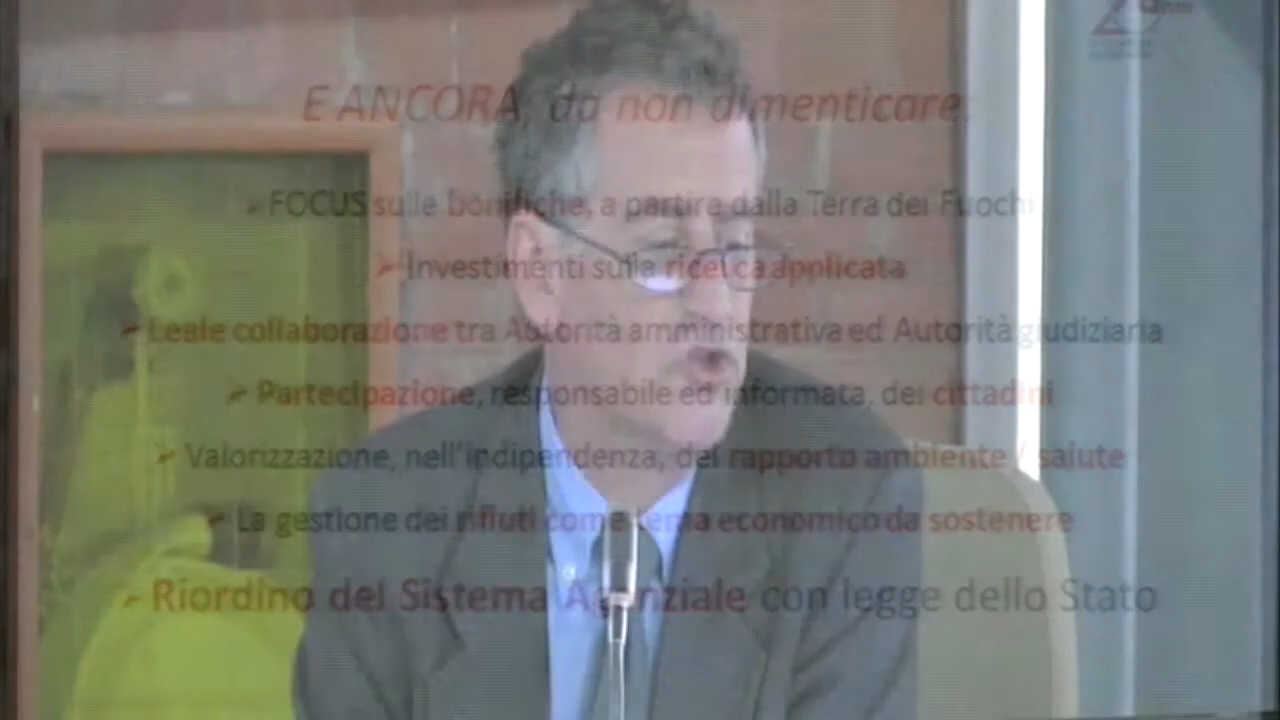 E ANCORA, da non dimenticare:
FOCUS sulle bonifiche, a partire dalla Terra dei Fuochi
Investimenti sulla ricerca applicata
Leale collaborazione tra Autorità amministrativa ed Autorità giudiziaria
Partecipazione, responsabile ed informata, dei cittadini
Valorizzazione, nell'indipendenza, del rapporto ambiente / salute
La gestione dei rifiuti come tema economico da sostenere
Riordino del Sistema Agenziale con legge dello Stato